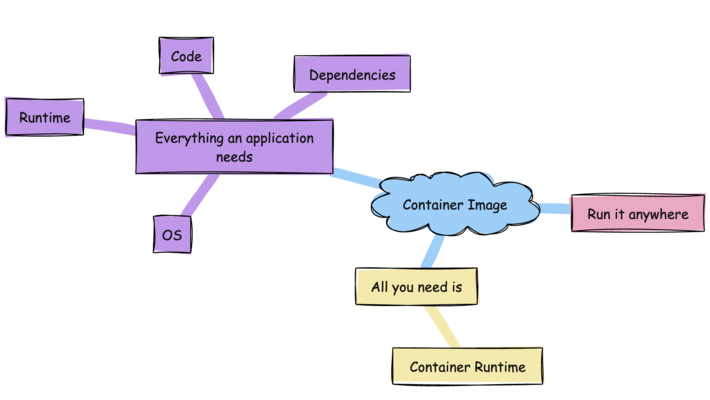 Code
Dependencies
Runtime
Everything an application
needs
OS
Container Image
Run it anywhere
All you need is
Container Runtime